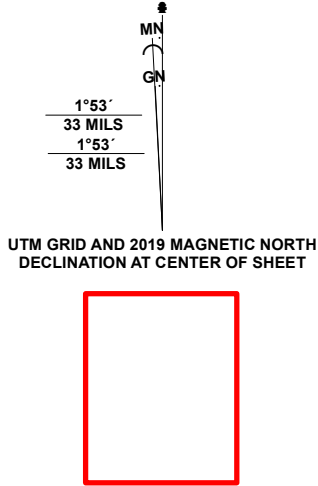 MN
GN
1°53´
33 MILS
1°53´
33 MILS
UTM GRID AND 2019 MAGNETIC NORTH
DECLINATION AT CENTER OF SHEET